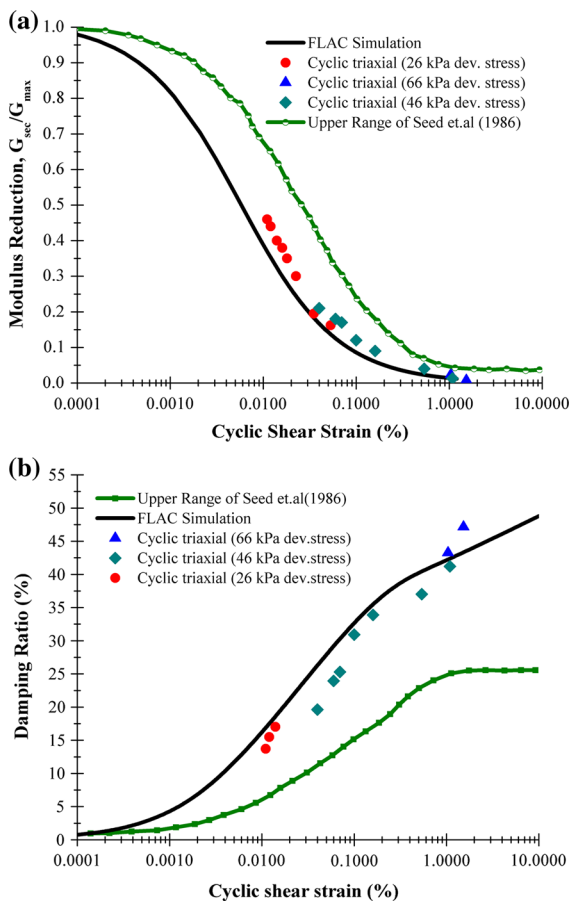 (a)
FLAC Simulation
Cyclic triaxial (26 kPa dev. stress)
Cyclic triaxial (66 kPa dev. stress)
Cyclic triaxial (46 kPa dev. stress)
Upper Range of Seed et.al (1986)
Modulus Reduction, G_sec/G_max
1.0
0.9
0.8
0.7
0.6
0.5
0.4
0.3
0.2
0.1
0.0
0.0001 0.0010 0.0100 0.1000 1.0000 10.0000
Cyclic Shear Strain (%)
(b)
Upper Range of Seed et.al(1986)
FLAC Simulation
Cyclic triaxial (66 kPa dev.stress)
Cyclic triaxial (46 kPa dev.stress)
Cyclic triaxial (26 kPa dev.stress)
Damping Ratio (%)
55
50
45
40
35
30
25
20
15
10
5
0
0.0001 0.0010 0.0100 0.1000 1.0000 10.0000
Cyclic shear strain (%)